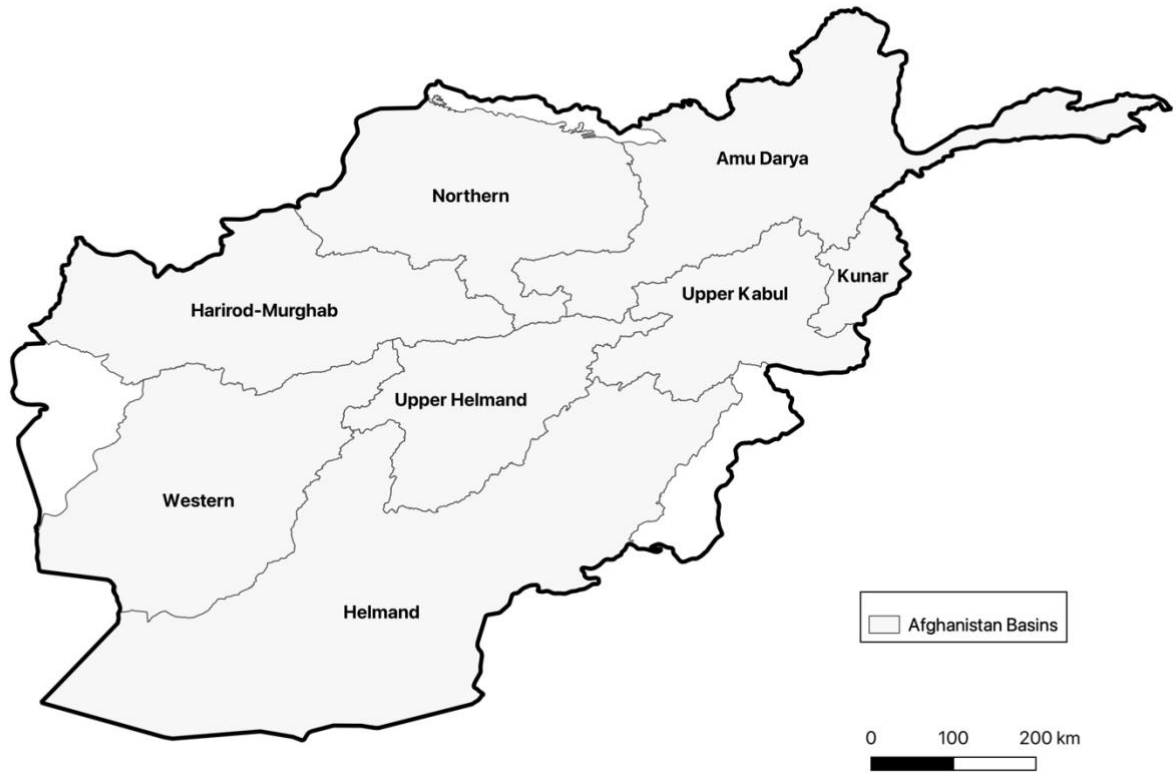 Amu Darya
Northern
Kunar
Upper Kabul
Harirod-Murghab
Upper Helmand
Western
Helmand
Afghanistan Basins
0 100 200 km